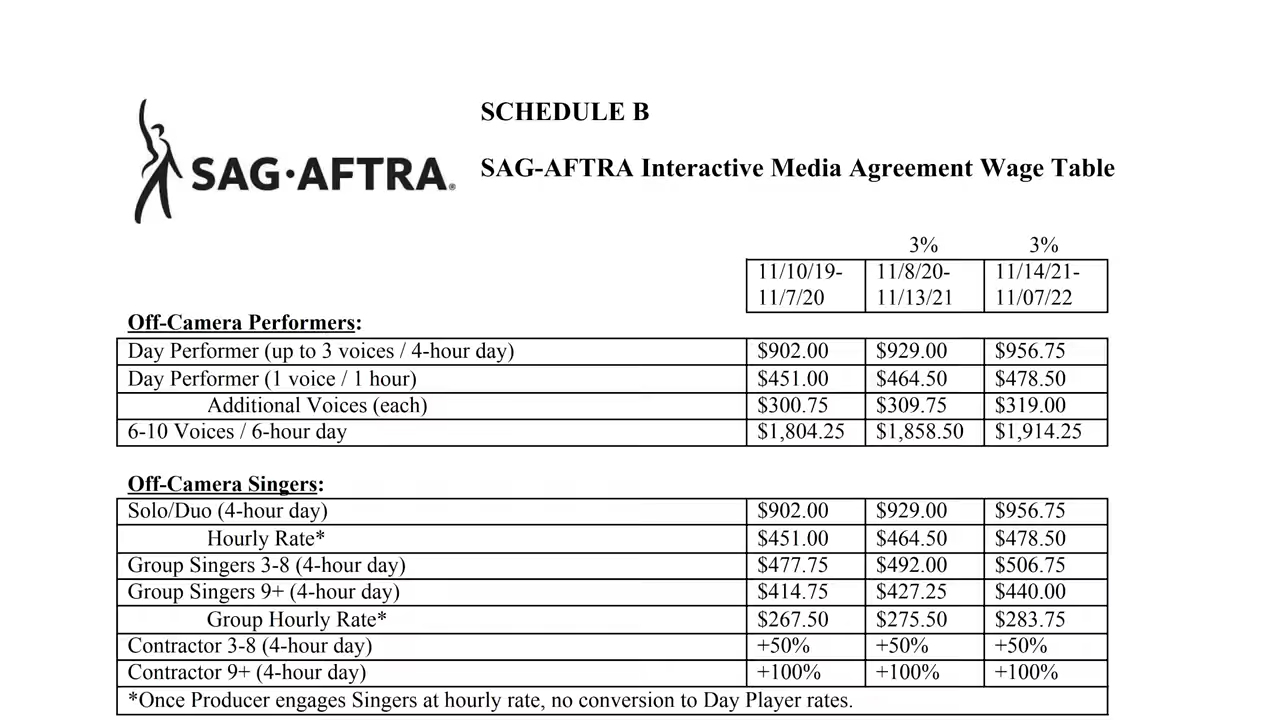 SCHEDULE B
SAG·AFTRA®
SAG-AFTRA Interactive Media Agreement Wage Table
3% 3%
11/10/19- 11/8/20- 11/14/21-
11/7/20 11/13/21 11/07/22
Off-Camera Performers:
Day Performer (up to 3 voices / 4-hour day) $902.00 $929.00 $956.75
Day Performer (1 voice / 1 hour) $451.00 $464.50 $478.50
Additional Voices (each) $300.75 $309.75 $319.00
6-10 Voices / 6-hour day $1,804.25 $1,858.50 $1,914.25
Off-Camera Singers:
Solo/Duo (4-hour day) $902.00 $929.00 $956.75
Hourly Rate* $451.00 $464.50 $478.50
Group Singers 3-8 (4-hour day) $477.75 $492.00 $506.75
Group Singers 9+ (4-hour day) $414.75 $427.25 $440.00
Group Hourly Rate* $267.50 $275.50 $283.75
Contractor 3-8 (4-hour day) +50% +50% +50%
Contractor 9+ (4-hour day) +100% +100% +100%
*Once Producer engages Singers at hourly rate, no conversion to Day Player rates.